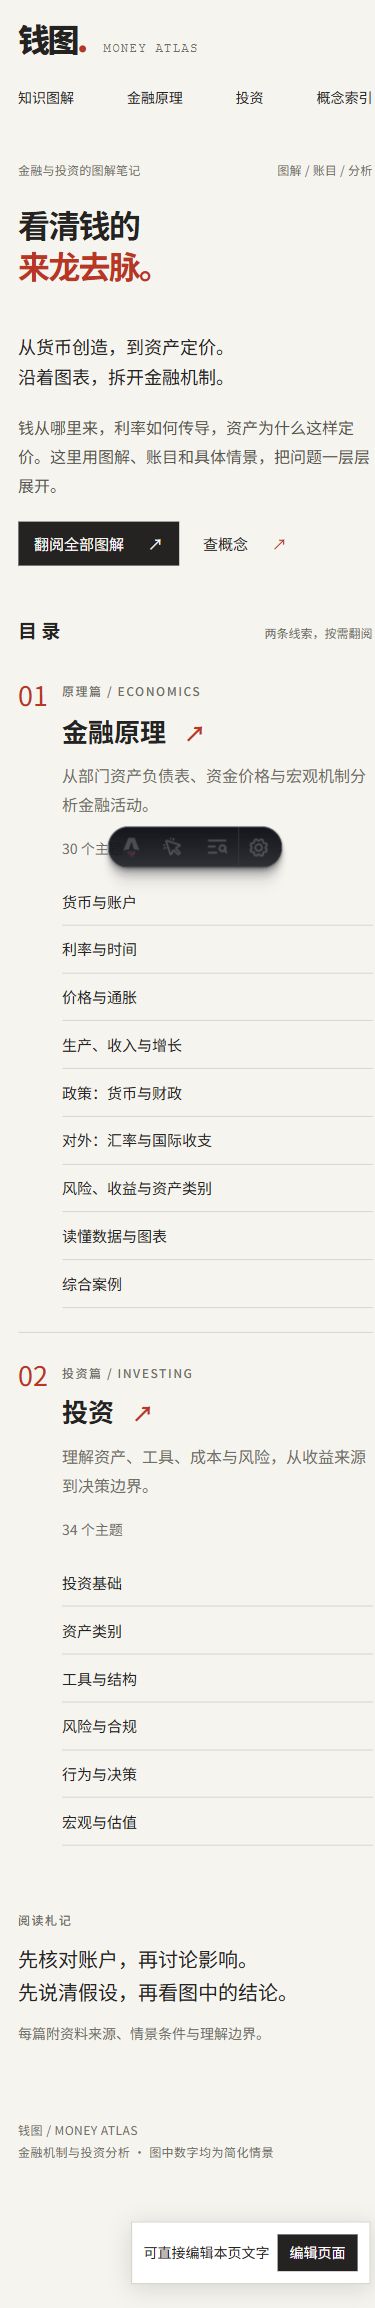 钱图. MONEY ATLAS
知识图解 金融原理 投资 概念索引
金融与投资的图解笔记 图解 / 账目 / 分析
看清钱的
来龙去脉。
从货币创造，到资产定价。
沿着图表，拆开金融机制。
钱从哪里来，利率如何传导，资产为什么这样定
价。这里用图解、账目和具体情景，把问题一层层
展开。
翻阅全部图解 ↗ 查概念 ↗
目录 两条线索，按需翻阅
01 原理篇 / ECONOMICS
金融原理 ↗
从部门资产负债表、资金价格与宏观机制分
析金融活动。
30 个主
货币与账户
利率与时间
价格与通胀
生产、收入与增长
政策：货币与财政
对外：汇率与国际收支
风险、收益与资产类别
读懂数据与图表
综合案例
02 投资篇 / INVESTING
投资 ↗
理解资产、工具、成本与风险，从收益来源
到决策边界。
34 个主题
投资基础
资产类别
工具与结构
风险与合规
行为与决策
宏观与估值
阅读札记
先核对账户，再讨论影响。
先说清假设，再看图中的结论。
每篇附资料来源、情景条件与理解边界。
钱图 / MONEY ATLAS
金融机制与投资分析 · 图中数字均为简化情景
可直接编辑本页文字 编辑页面